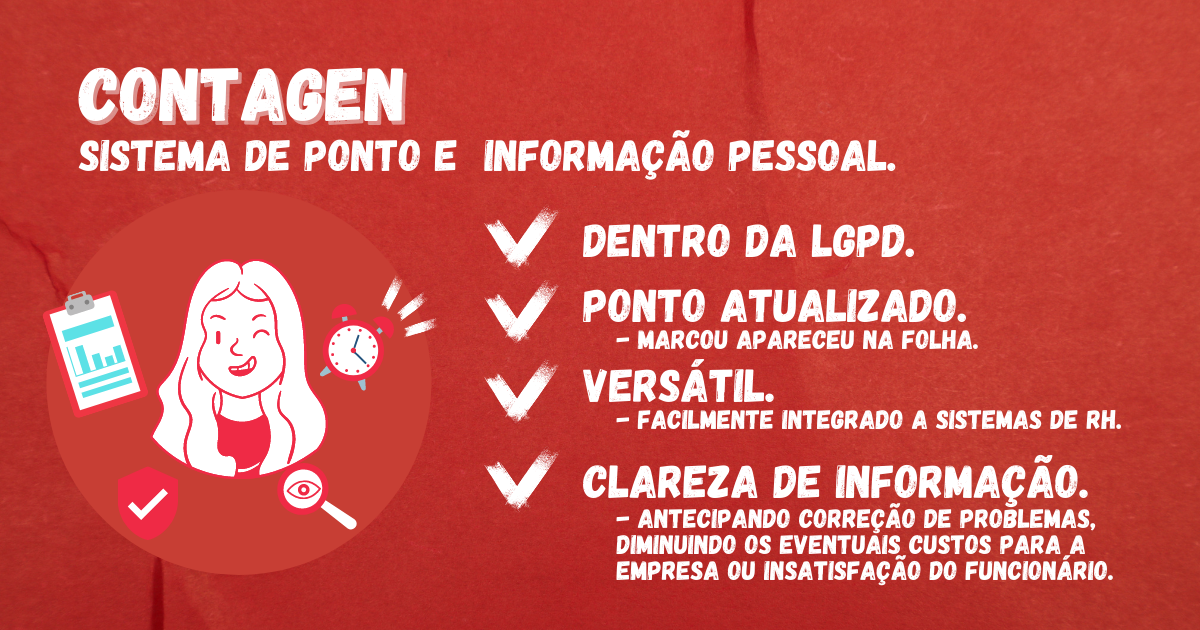 CONTAGEN
SISTEMA DE PONTO E INFORMAÇÃO PESSOAL.
DENTRO DA LGPD.
PONTO ATUALIZADO.
- MARCOU APARECEU NA FOLHA.
VERSÁTIL.
- FACILMENTE INTEGRADO A SISTEMAS DE RH.
CLAREZA DE INFORMAÇÃO.
- ANTECIPANDO CORREÇÃO DE PROBLEMAS,
DIMINUINDO OS EVENTUAIS CUSTOS PARA A
EMPRESA OU INSATISFAÇÃO DO FUNCIONÁRIO.